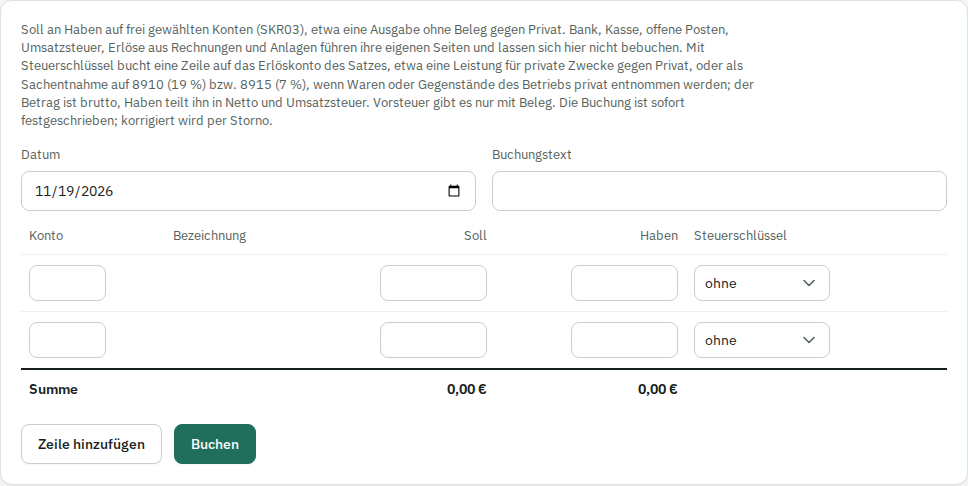 Soll an Haben auf frei gewählten Konten (SKR03), etwa eine Ausgabe ohne Beleg gegen Privat. Bank, Kasse, offene Posten,
Umsatzsteuer, Erlöse aus Rechnungen und Anlagen führen ihre eigenen Seiten und lassen sich hier nicht bebuchen. Mit
Steuerschlüssel bucht eine Zeile auf das Erlöskonto des Satzes, etwa eine Leistung für private Zwecke gegen Privat, oder als
Sachentnahme auf 8910 (19 %) bzw. 8915 (7 %), wenn Waren oder Gegenstände des Betriebs privat entnommen werden; der
Betrag ist brutto, Haben teilt ihn in Netto und Umsatzsteuer. Vorsteuer gibt es nur mit Beleg. Die Buchung ist sofort
festgeschrieben; korrigiert wird per Storno.
Datum Buchungstext
11/19/2026
Konto Bezeichnung Soll Haben Steuerschlüssel
ohne
ohne
Summe 0,00 € 0,00 €
Zeile hinzufügen Buchen